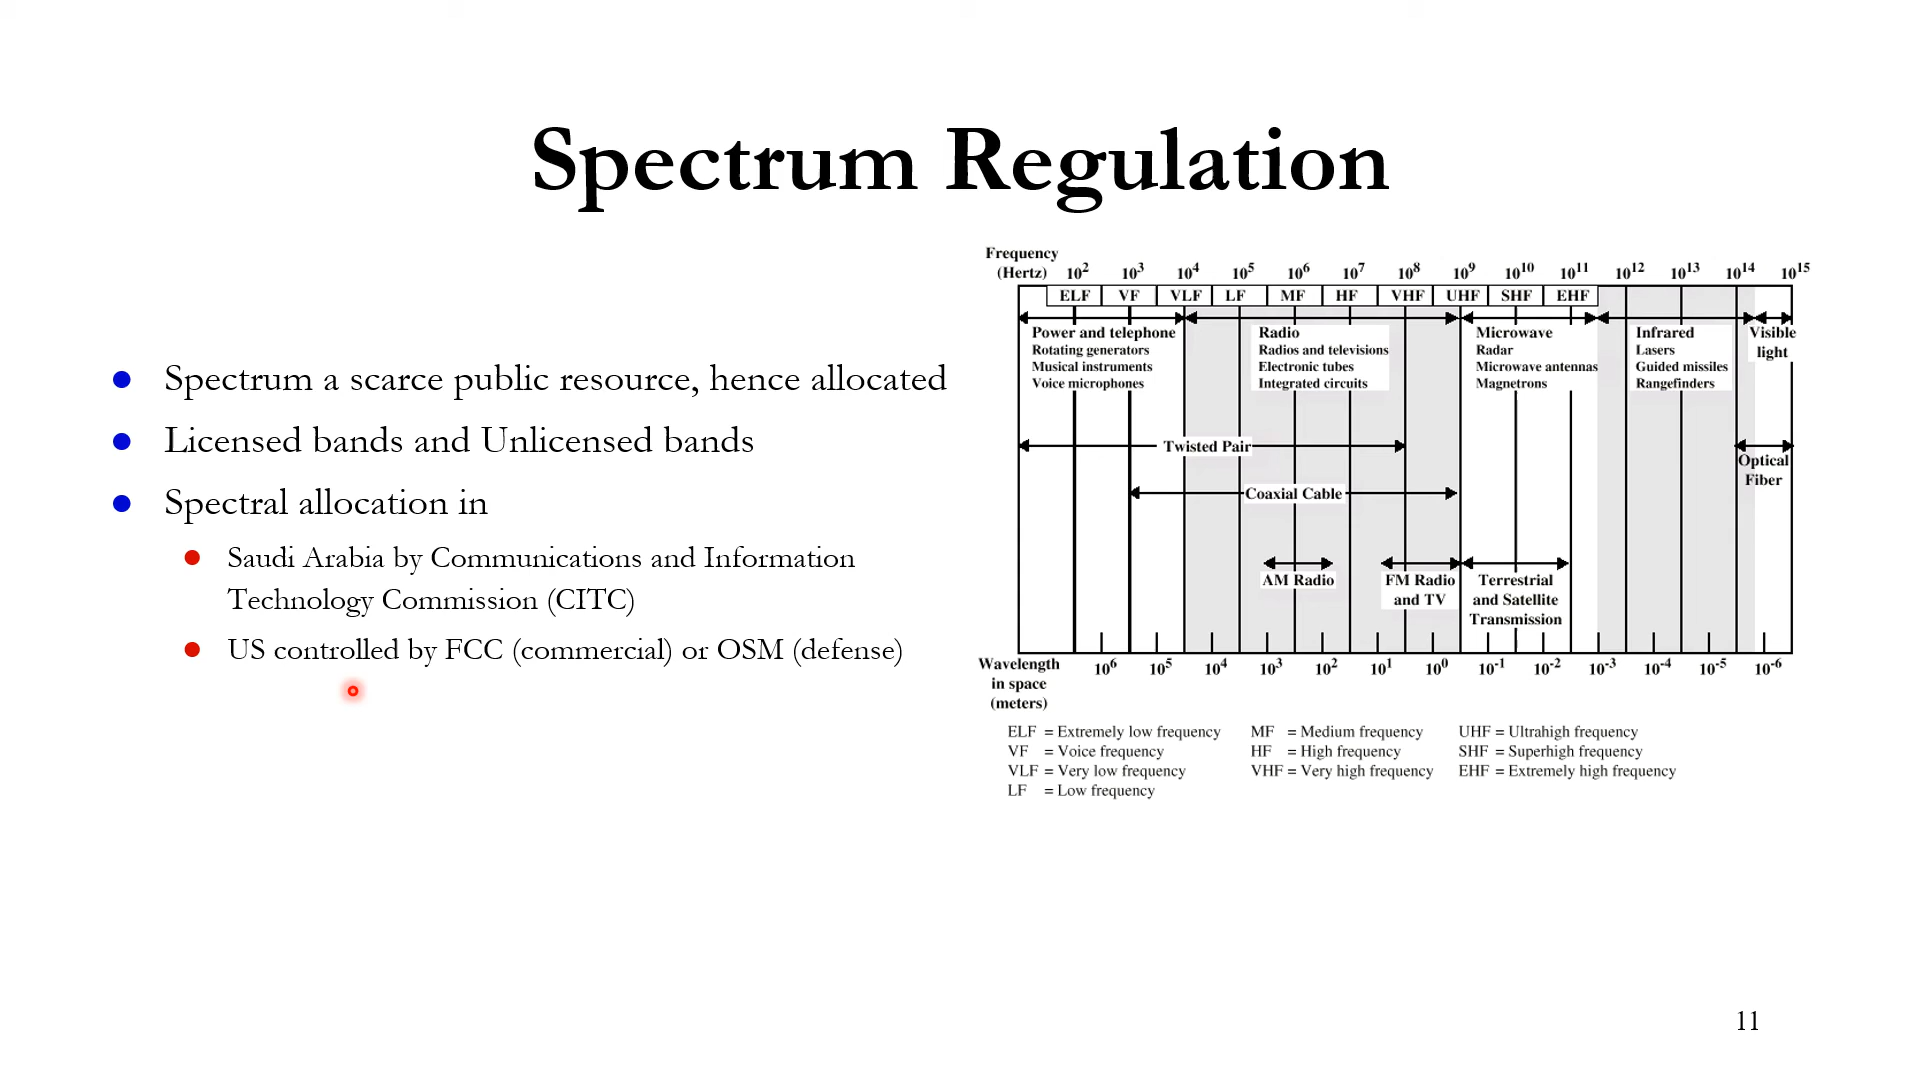 Spectrum Regulation
Spectrum a scarce public resource, hence allocated
Licensed bands and Unlicensed bands
Spectral allocation in
Saudi Arabia by Communications and Information
Technology Commission (CITC)
US controlled by FCC (commercial) or OSM (defense)
Frequency
(Hertz) 10² 10³ 10⁴ 10⁵ 10⁶ 10⁷ 10⁸ 10⁹ 10¹⁰ 10¹¹ 10¹² 10¹³ 10¹⁴ 10¹⁵
ELF VF VLF LF MF HF VHF UHF SHF EHF
Power and telephone
Rotating generators
Musical instruments
Voice microphones
Radio
Radios and televisions
Electronic tubes
Integrated circuits
Microwave
Radar
Microwave antennas
Magnetrons
Infrared
Lasers
Guided missiles
Rangefinders
Visible
light
Twisted Pair
Optical
Fiber
Coaxial Cable
AM Radio
FM Radio
and TV
Terrestrial
and Satellite
Transmission
Wavelength
in space
(meters)
10⁶ 10⁵ 10⁴ 10³ 10² 10¹ 10⁰ 10⁻¹ 10⁻² 10⁻³ 10⁻⁴ 10⁻⁵ 10⁻⁶
ELF = Extremely low frequency
VF = Voice frequency
VLF = Very low frequency
LF = Low frequency
MF = Medium frequency
HF = High frequency
VHF = Very high frequency
UHF = Ultrahigh frequency
SHF = Superhigh frequency
EHF = Extremely high frequency
11